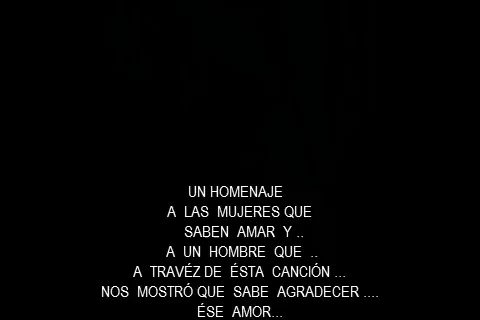 UN HOMENAJE
A LAS MUJERES QUE
SABEN AMAR Y ..
A UN HOMBRE QUE ..
A TRAVÉZ DE ÉSTA CANCIÓN ...
NOS MOSTRÓ QUE SABE AGRADECER ....
ÉSE AMOR...